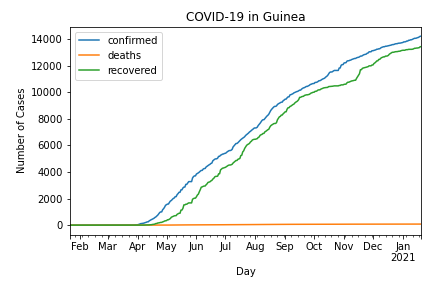 COVID-19 in Guinea
confirmed
deaths
recovered
Number of Cases
14000
12000
10000
8000
6000
4000
2000
0
Feb Mar Apr May Jun Jul Aug Sep Oct Nov Dec Jan
2021
Day